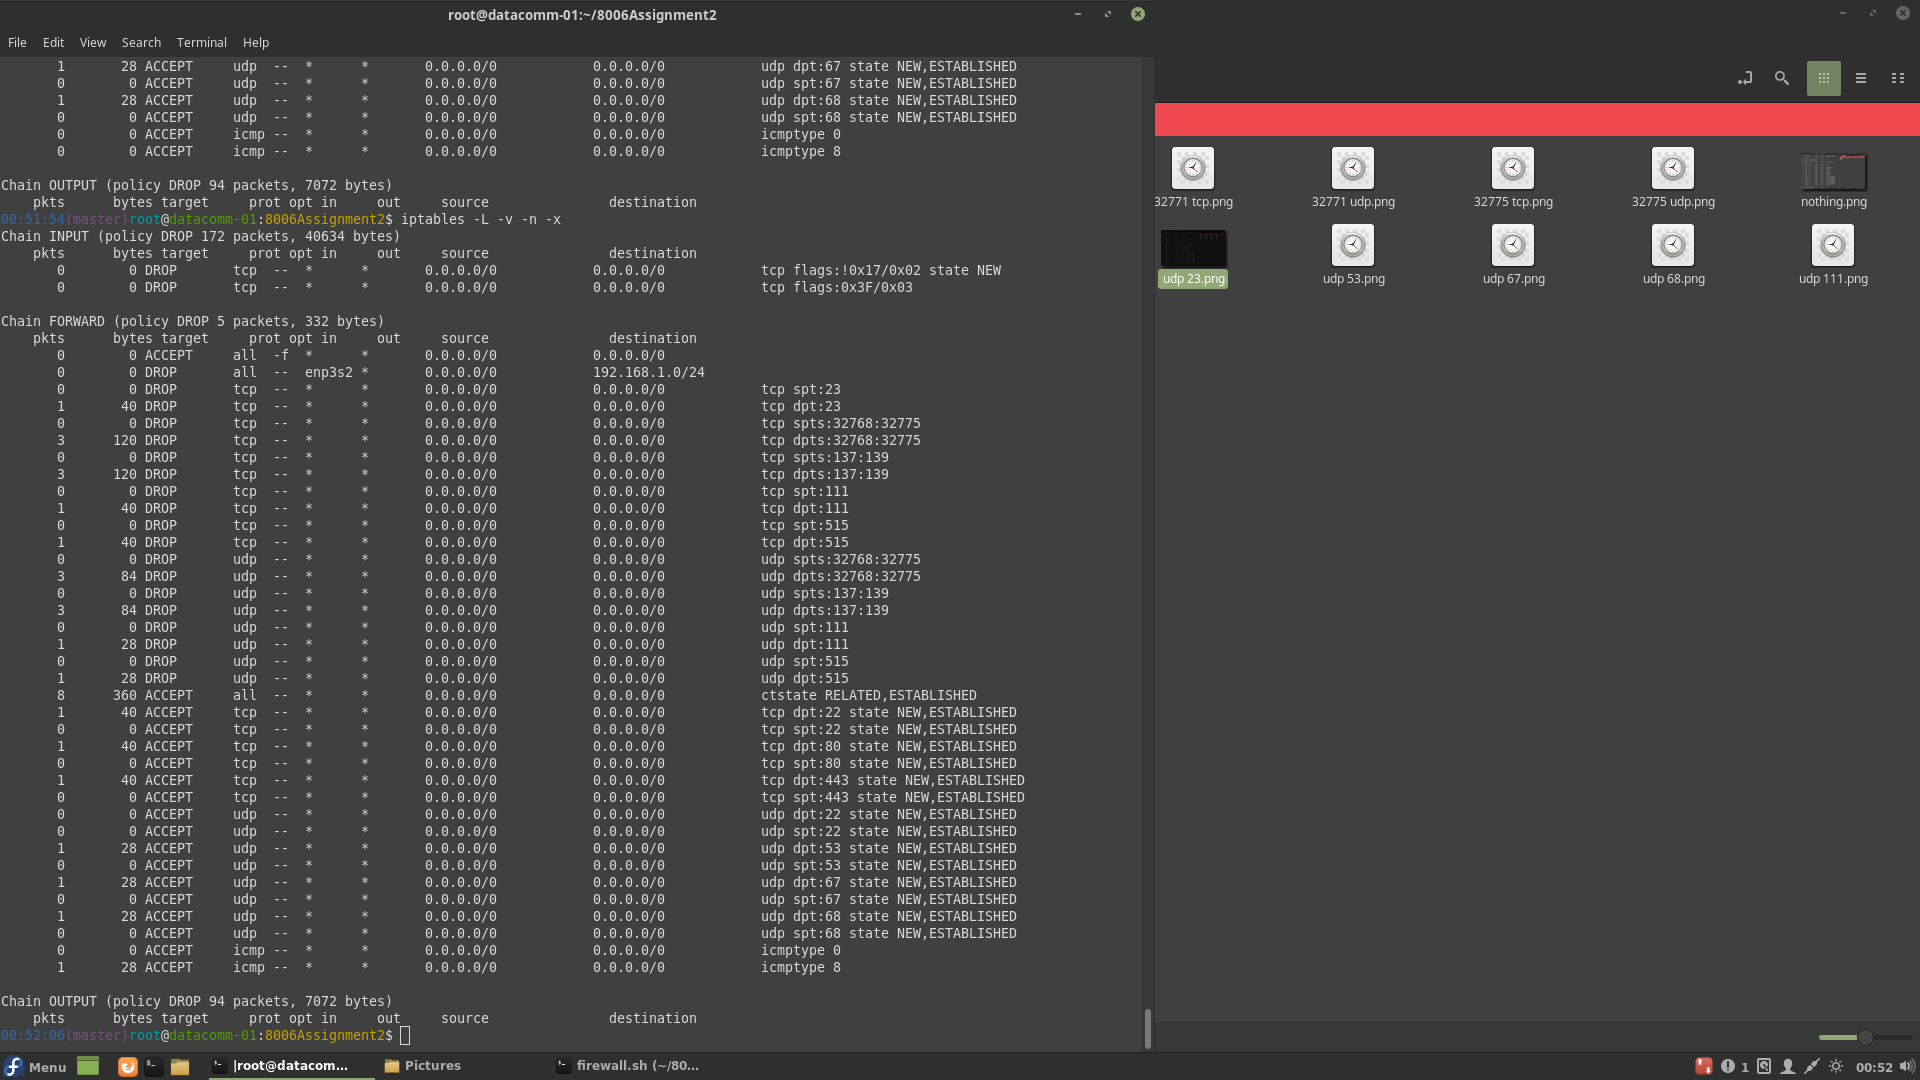 root@datacomm-01:~/8006Assignment2
File Edit View Search Terminal Help
1 28 ACCEPT udp -- * * 0.0.0.0/0 0.0.0.0/0 udp dpt:67 state NEW,ESTABLISHED
0 0 ACCEPT udp -- * * 0.0.0.0/0 0.0.0.0/0 udp spt:67 state NEW,ESTABLISHED
1 28 ACCEPT udp -- * * 0.0.0.0/0 0.0.0.0/0 udp dpt:68 state NEW,ESTABLISHED
0 0 ACCEPT udp -- * * 0.0.0.0/0 0.0.0.0/0 udp spt:68 state NEW,ESTABLISHED
0 0 ACCEPT icmp -- * * 0.0.0.0/0 0.0.0.0/0 icmptype 0
0 0 ACCEPT icmp -- * * 0.0.0.0/0 0.0.0.0/0 icmptype 8
Chain OUTPUT (policy DROP 94 packets, 7072 bytes)
pkts bytes target prot opt in out source destination
00:51:54(master)root@datacomm-01:8006Assignment2$ iptables -L -v -n -x
Chain INPUT (policy DROP 172 packets, 40634 bytes)
pkts bytes target prot opt in out source destination
0 0 DROP tcp -- * * 0.0.0.0/0 0.0.0.0/0 tcp flags:!0x17/0x02 state NEW
0 0 DROP tcp -- * * 0.0.0.0/0 0.0.0.0/0 tcp flags:0x3F/0x03
Chain FORWARD (policy DROP 5 packets, 332 bytes)
pkts bytes target prot opt in out source destination
0 0 ACCEPT all -f * * 0.0.0.0/0 0.0.0.0/0
0 0 DROP all -- enp3s2 * 0.0.0.0/0 192.168.1.0/24
0 0 DROP tcp -- * * 0.0.0.0/0 0.0.0.0/0 tcp spt:23
1 40 DROP tcp -- * * 0.0.0.0/0 0.0.0.0/0 tcp dpt:23
0 0 DROP tcp -- * * 0.0.0.0/0 0.0.0.0/0 tcp spts:32768:32775
3 120 DROP tcp -- * * 0.0.0.0/0 0.0.0.0/0 tcp dpts:32768:32775
0 0 DROP tcp -- * * 0.0.0.0/0 0.0.0.0/0 tcp spts:137:139
3 120 DROP tcp -- * * 0.0.0.0/0 0.0.0.0/0 tcp dpts:137:139
0 0 DROP tcp -- * * 0.0.0.0/0 0.0.0.0/0 tcp spt:111
1 40 DROP tcp -- * * 0.0.0.0/0 0.0.0.0/0 tcp dpt:111
0 0 DROP tcp -- * * 0.0.0.0/0 0.0.0.0/0 tcp spt:515
1 40 DROP tcp -- * * 0.0.0.0/0 0.0.0.0/0 tcp dpt:515
0 0 DROP udp -- * * 0.0.0.0/0 0.0.0.0/0 udp spts:32768:32775
3 84 DROP udp -- * * 0.0.0.0/0 0.0.0.0/0 udp dpts:32768:32775
0 0 DROP udp -- * * 0.0.0.0/0 0.0.0.0/0 udp spts:137:139
3 84 DROP udp -- * * 0.0.0.0/0 0.0.0.0/0 udp dpts:137:139
0 0 DROP udp -- * * 0.0.0.0/0 0.0.0.0/0 udp spt:111
1 28 DROP udp -- * * 0.0.0.0/0 0.0.0.0/0 udp dpt:111
0 0 DROP udp -- * * 0.0.0.0/0 0.0.0.0/0 udp spt:515
1 28 DROP udp -- * * 0.0.0.0/0 0.0.0.0/0 udp dpt:515
8 360 ACCEPT all -- * * 0.0.0.0/0 0.0.0.0/0 ctstate RELATED,ESTABLISHED
1 40 ACCEPT tcp -- * * 0.0.0.0/0 0.0.0.0/0 tcp dpt:22 state NEW,ESTABLISHED
0 0 ACCEPT tcp -- * * 0.0.0.0/0 0.0.0.0/0 tcp spt:22 state NEW,ESTABLISHED
1 40 ACCEPT tcp -- * * 0.0.0.0/0 0.0.0.0/0 tcp dpt:80 state NEW,ESTABLISHED
0 0 ACCEPT tcp -- * * 0.0.0.0/0 0.0.0.0/0 tcp spt:80 state NEW,ESTABLISHED
1 40 ACCEPT tcp -- * * 0.0.0.0/0 0.0.0.0/0 tcp dpt:443 state NEW,ESTABLISHED
0 0 ACCEPT tcp -- * * 0.0.0.0/0 0.0.0.0/0 tcp spt:443 state NEW,ESTABLISHED
0 0 ACCEPT udp -- * * 0.0.0.0/0 0.0.0.0/0 udp dpt:22 state NEW,ESTABLISHED
0 0 ACCEPT udp -- * * 0.0.0.0/0 0.0.0.0/0 udp spt:22 state NEW,ESTABLISHED
1 28 ACCEPT udp -- * * 0.0.0.0/0 0.0.0.0/0 udp dpt:53 state NEW,ESTABLISHED
0 0 ACCEPT udp -- * * 0.0.0.0/0 0.0.0.0/0 udp spt:53 state NEW,ESTABLISHED
1 28 ACCEPT udp -- * * 0.0.0.0/0 0.0.0.0/0 udp dpt:67 state NEW,ESTABLISHED
0 0 ACCEPT udp -- * * 0.0.0.0/0 0.0.0.0/0 udp spt:67 state NEW,ESTABLISHED
1 28 ACCEPT udp -- * * 0.0.0.0/0 0.0.0.0/0 udp dpt:68 state NEW,ESTABLISHED
0 0 ACCEPT udp -- * * 0.0.0.0/0 0.0.0.0/0 udp spt:68 state NEW,ESTABLISHED
0 0 ACCEPT icmp -- * * 0.0.0.0/0 0.0.0.0/0 icmptype 0
1 28 ACCEPT icmp -- * * 0.0.0.0/0 0.0.0.0/0 icmptype 8
Chain OUTPUT (policy DROP 94 packets, 7072 bytes)
pkts bytes target prot opt in out source destination
00:52:06(master)root@datacomm-01:8006Assignment2$
32771 tcp.png 32771 udp.png 32775 tcp.png 32775 udp.png nothing.png
udp 23.png udp 53.png udp 67.png udp 68.png udp 111.png
Menu |root@datacom... Pictures firewall.sh (~/80... 1 00:52